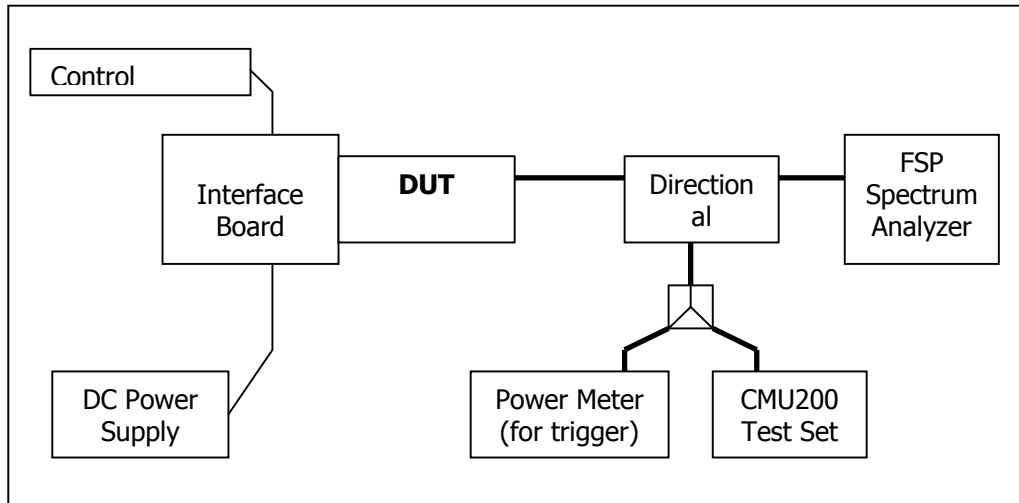 Control
Interface
Board
DUT
Direction
al
FSP
Spectrum
Analyzer
DC Power
Supply
Power Meter
(for trigger)
CMU200
Test Set